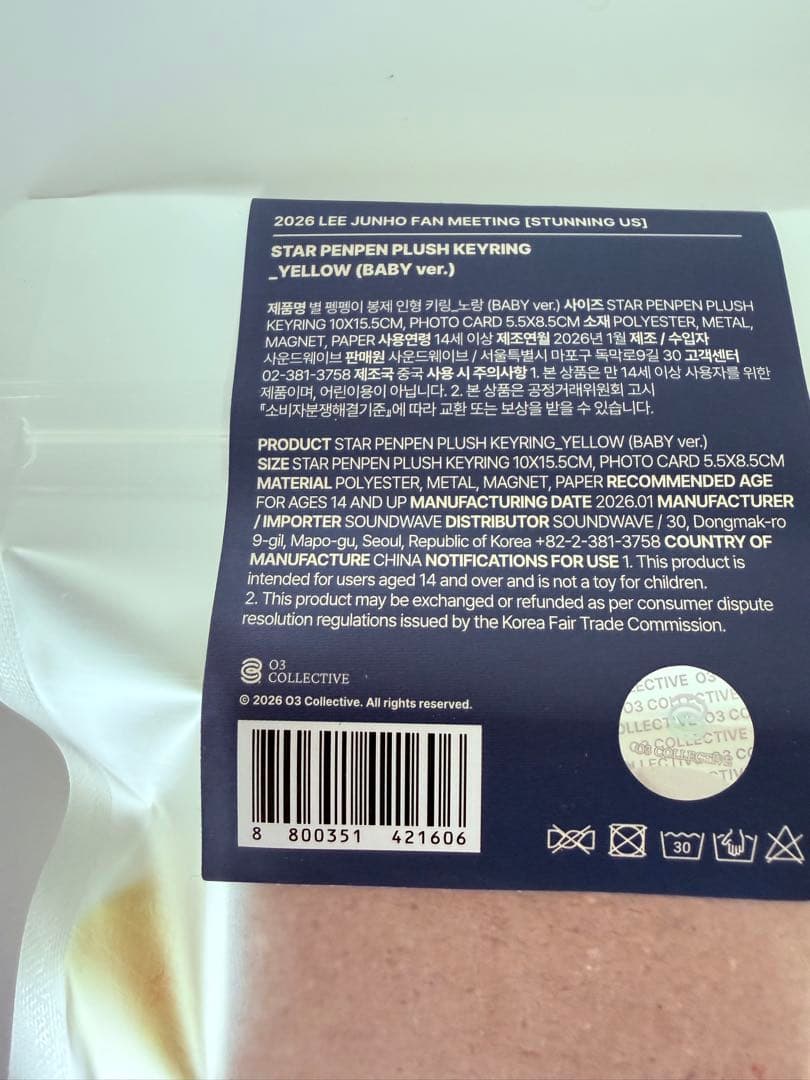 2026 LEE JUNHO FAN MEETING [STUNNING US]
STAR PENPEN PLUSH KEYRING
_YELLOW (BABY ver.)
제품명 별 펭펭이 봉제 인형 키링_노랑 (BABY ver.) 사이즈 STAR PENPEN PLUSH
KEYRING 10X15.5CM, PHOTO CARD 5.5X8.5CM 소재 POLYESTER, METAL,
MAGNET, PAPER 사용연령 14세 이상 제조연월 2026년 1월 제조 / 수입자
사운드웨이브 판매원 사운드웨이브 / 서울특별시 마포구 독막로9길 30 고객센터
02-381-3758 제조국 중국 사용 시 주의사항 1. 본 상품은 만 14세 이상 사용자를 위한
제품이며, 어린이용이 아닙니다. 2. 본 상품은 공정거래위원회 고시
『소비자분쟁해결기준』에 따라 교환 또는 보상을 받을 수 있습니다.
PRODUCT STAR PENPEN PLUSH KEYRING_YELLOW (BABY ver.)
SIZE STAR PENPEN PLUSH KEYRING 10X15.5CM, PHOTO CARD 5.5X8.5CM
MATERIAL POLYESTER, METAL, MAGNET, PAPER RECOMMENDED AGE
FOR AGES 14 AND UP MANUFACTURING DATE 2026.01 MANUFACTURER
/ IMPORTER SOUNDWAVE DISTRIBUTOR SOUNDWAVE / 30, Dongmak-ro
9-gil, Mapo-gu, Seoul, Republic of Korea +82-2-381-3758 COUNTRY OF
MANUFACTURE CHINA NOTIFICATIONS FOR USE 1. This product is
intended for users aged 14 and over and is not a toy for children.
2. This product may be exchanged or refunded as per consumer dispute
resolution regulations issued by the Korea Fair Trade Commission.
O3
COLLECTIVE
© 2026 O3 Collective. All rights reserved.
8 800351 421606
O3 COLLECTIVE
30